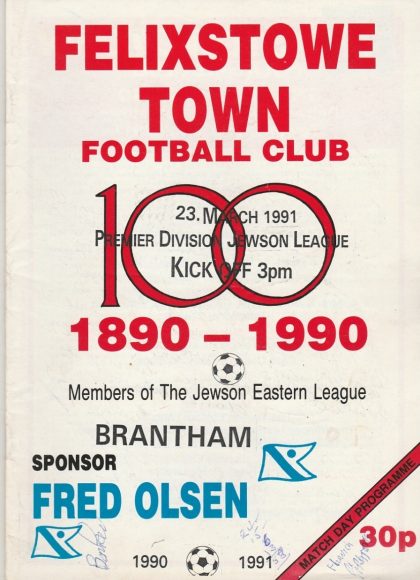 FELIXSTOWE
TOWN
FOOTBALL CLUB
100
23. MARCH 1991
PREMIER DIVISION JEWSON LEAGUE
KICK OFF 3pm
1890 – 1990
Members of The Jewson Eastern League
BRANTHAM
SPONSOR
FRED OLSEN
MATCH DAY PROGRAMME
30p
1990
1991